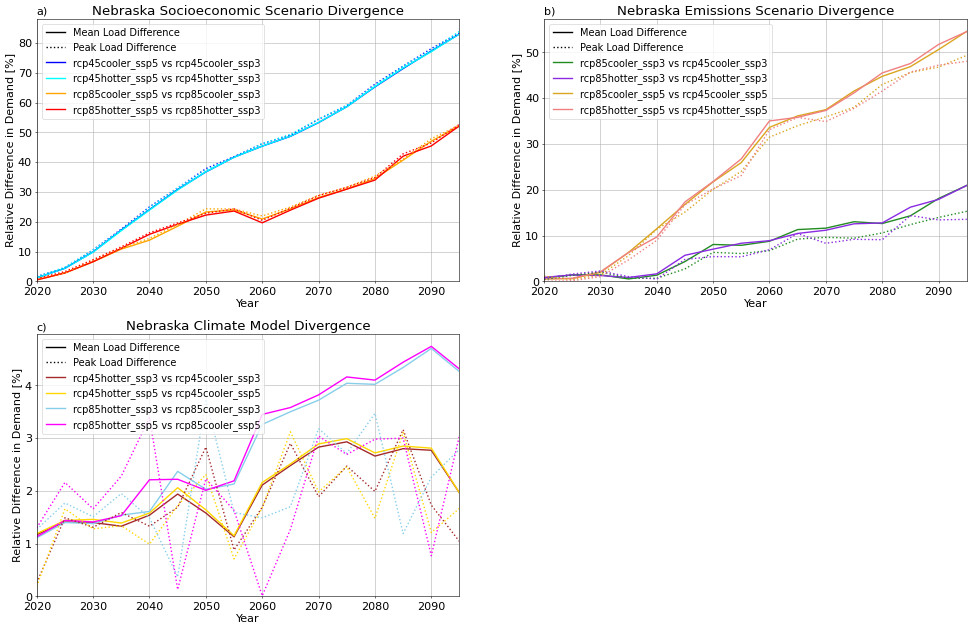 a)
Nebraska Socioeconomic Scenario Divergence
Relative Difference in Demand [%]
80
70
60
50
40
30
20
10
0
Mean Load Difference
Peak Load Difference
rcp45cooler_ssp5 vs rcp45cooler_ssp3
rcp45hotter_ssp5 vs rcp45hotter_ssp3
rcp85cooler_ssp5 vs rcp85cooler_ssp3
rcp85hotter_ssp5 vs rcp85hotter_ssp3
2020 2030 2040 2050 2060 2070 2080 2090
Year
b)
Nebraska Emissions Scenario Divergence
Relative Difference in Demand [%]
50
40
30
20
10
0
Mean Load Difference
Peak Load Difference
rcp85cooler_ssp3 vs rcp45cooler_ssp3
rcp85hotter_ssp3 vs rcp45hotter_ssp3
rcp85cooler_ssp5 vs rcp45cooler_ssp5
rcp85hotter_ssp5 vs rcp45hotter_ssp5
2020 2030 2040 2050 2060 2070 2080 2090
Year
c)
Nebraska Climate Model Divergence
Relative Difference in Demand [%]
4
3
2
1
0
Mean Load Difference
Peak Load Difference
rcp45hotter_ssp3 vs rcp45cooler_ssp3
rcp45hotter_ssp5 vs rcp45cooler_ssp5
rcp85hotter_ssp3 vs rcp85cooler_ssp3
rcp85hotter_ssp5 vs rcp85cooler_ssp5
2020 2030 2040 2050 2060 2070 2080 2090
Year